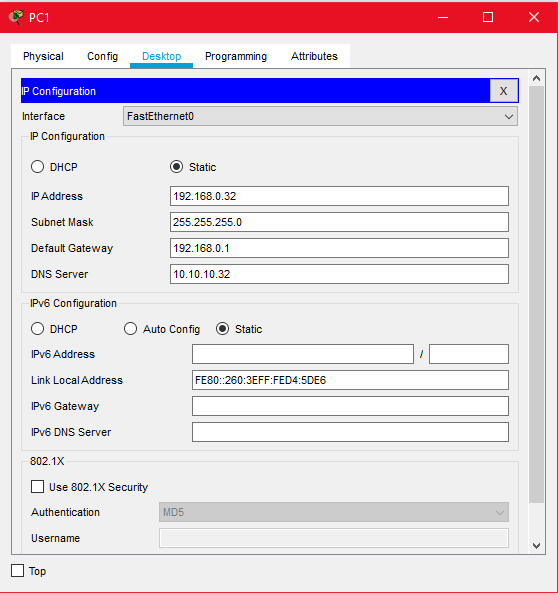 PC1
Physical Config Desktop Programming Attributes
IP Configuration X
Interface FastEthernet0
IP Configuration
DHCP Static
IP Address 192.168.0.32
Subnet Mask 255.255.255.0
Default Gateway 192.168.0.1
DNS Server 10.10.10.32
IPv6 Configuration
DHCP Auto Config Static
IPv6 Address /
Link Local Address FE80::260:3EFF:FED4:5DE6
IPv6 Gateway
IPv6 DNS Server
802.1X
Use 802.1X Security
Authentication MD5
Username
Top